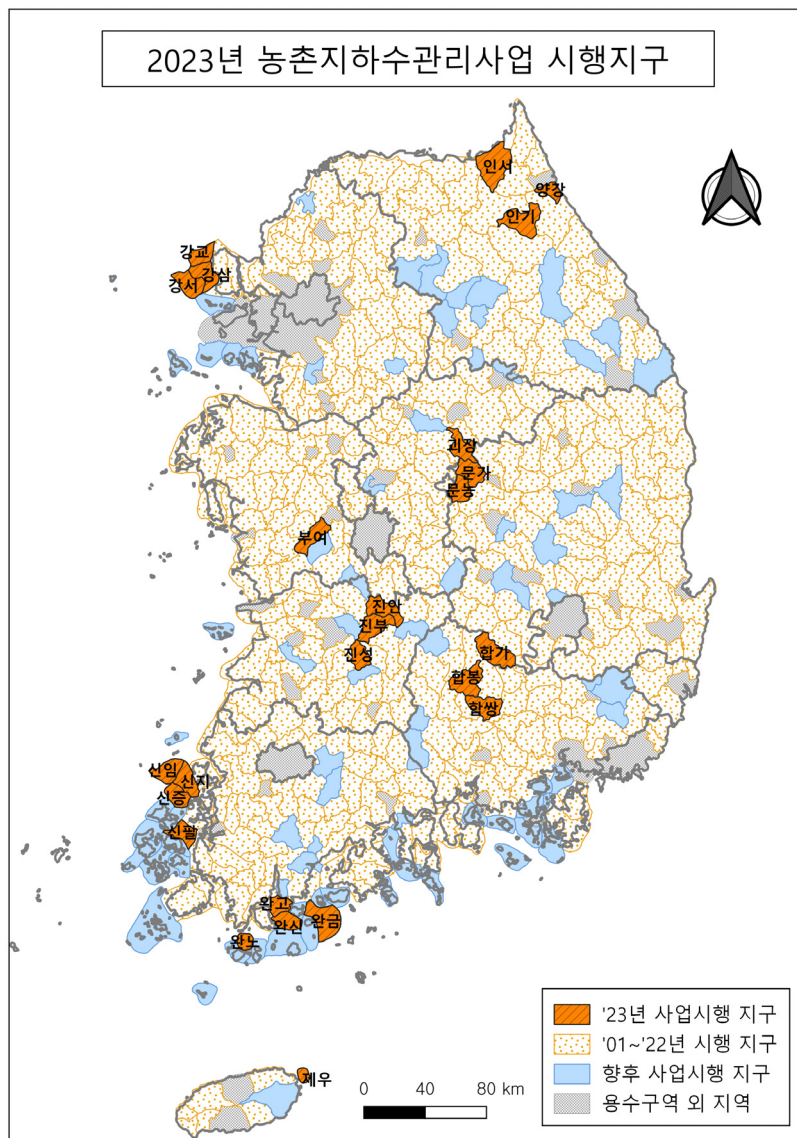 2023년 농촌지하수관리사업 시행지구
인서
양장
인기
강교
강삼
강서
괴장
문가
문농
부여
진안
진부
진성
합가
합봉
합쌍
신임
신지
신증
신팔
완고
완신
완금
완노
제우
0 40 80 km
'23년 사업시행 지구
'01~'22년 시행 지구
향후 사업시행 지구
용수구역 외 지역